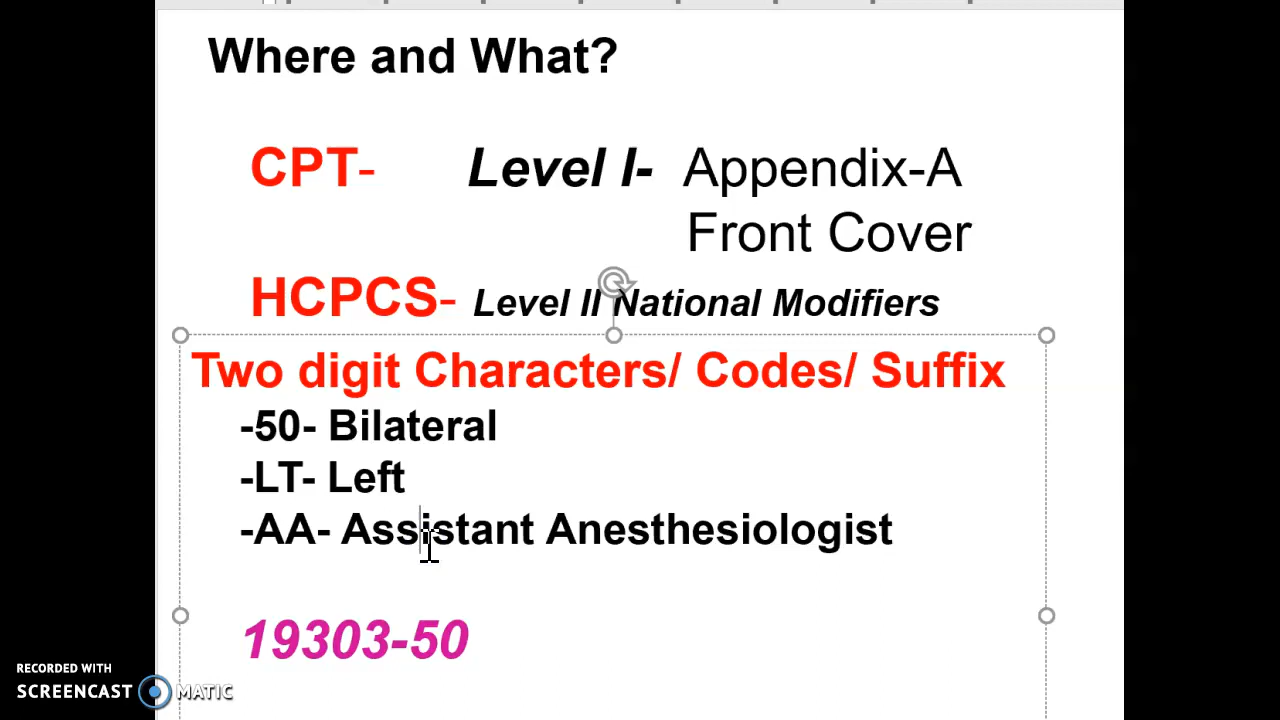 Where and What?
CPT- Level I- Appendix-A
Front Cover
HCPCS- Level II National Modifiers
Two digit Characters/ Codes/ Suffix
-50- Bilateral
-LT- Left
-AA- Assistant Anesthesiologist
19303-50
RECORDED WITH
SCREENCAST MATIC